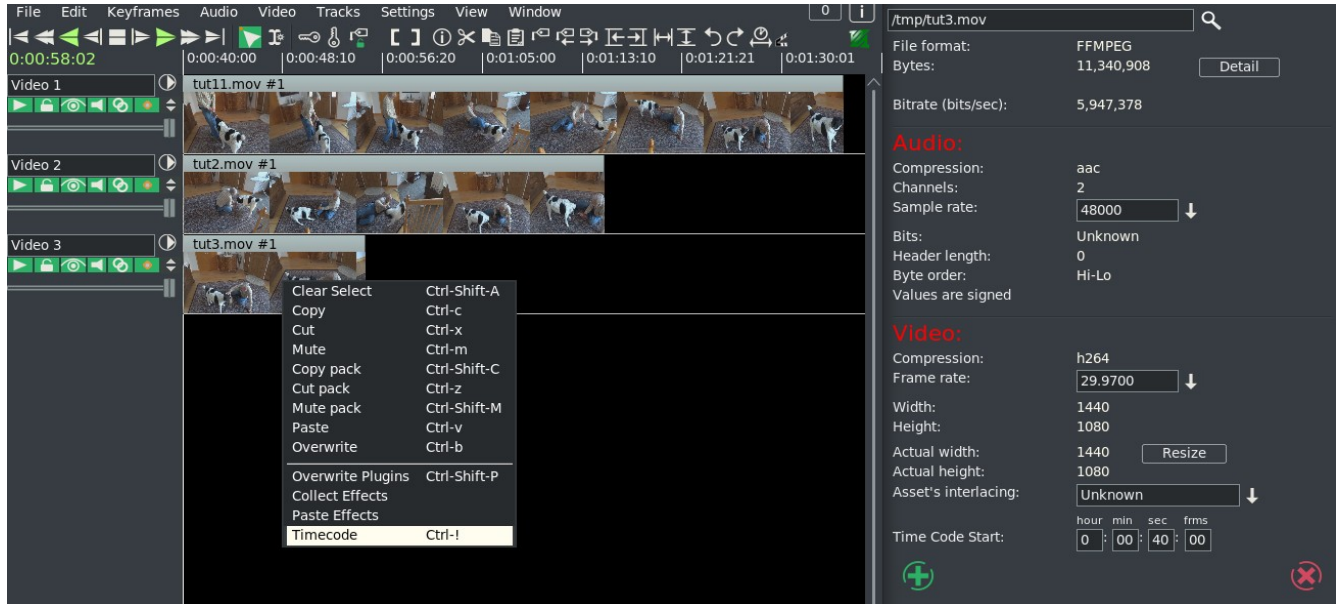 File Edit Keyframes Audio Video Tracks Settings View Window 0 i
0:00:58:02 0:00:40:00 0:00:48:10 0:00:56:20 0:01:05:00 0:01:13:10 0:01:21:21 0:01:30:01
Video 1
tut11.mov #1
Video 2
tut2.mov #1
Video 3
tut3.mov #1
Clear Select Ctrl-Shift-A
Copy Ctrl-c
Cut Ctrl-x
Mute Ctrl-m
Copy pack Ctrl-Shift-C
Cut pack Ctrl-z
Mute pack Ctrl-Shift-M
Paste Ctrl-v
Overwrite Ctrl-b
Overwrite Plugins Ctrl-Shift-P
Collect Effects
Paste Effects
Timecode Ctrl-!
/tmp/tut3.mov
File format: FFMPEG
Bytes: 11,340,908 Detail
Bitrate (bits/sec): 5,947,378
Audio:
Compression: aac
Channels: 2
Sample rate: 48000
Bits: Unknown
Header length: 0
Byte order: Hi-Lo
Values are signed
Video:
Compression: h264
Frame rate: 29.9700
Width: 1440
Height: 1080
Actual width: 1440 Resize
Actual height: 1080
Asset's interlacing: Unknown
hour min sec frms
Time Code Start: 0 : 00 : 40 : 00